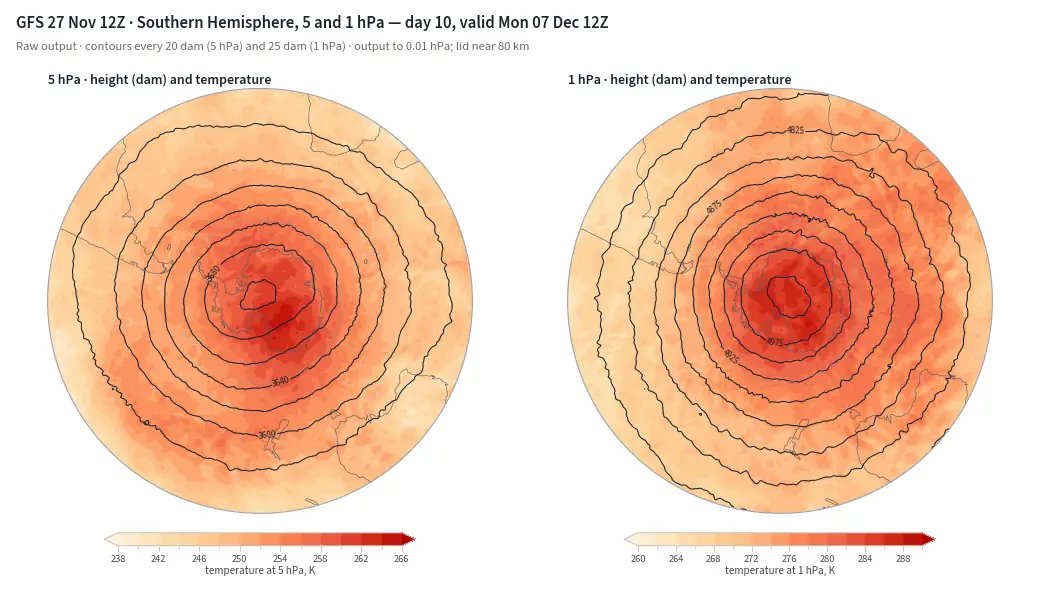 GFS 27 Nov 12Z · Southern Hemisphere, 5 and 1 hPa — day 10, valid Mon 07 Dec 12Z
Raw output · contours every 20 dam (5 hPa) and 25 dam (1 hPa) · output to 0.01 hPa; lid near 80 km
5 hPa · height (dam) and temperature
3680
3640
3600
238 242 246 250 254 258 262 266
temperature at 5 hPa, K
1 hPa · height (dam) and temperature
4825
4875
4975
4925
260 264 268 272 276 280 284 288
temperature at 1 hPa, K